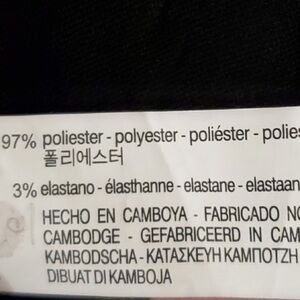 97% poliester - polyester - poliéster - polies
폴리에스터
3% elastano - élasthanne - elastane - elastaan
HECHO EN CAMBOYA - FABRICADO NO
CAMBODGE - GEFABRICEERD IN CAM
KAMBODSCHA - ΚΑΤΑΣΚΕΥΗ ΚΑΜΠΟΤΖΗ
DIBUAT DI KAMBOJA